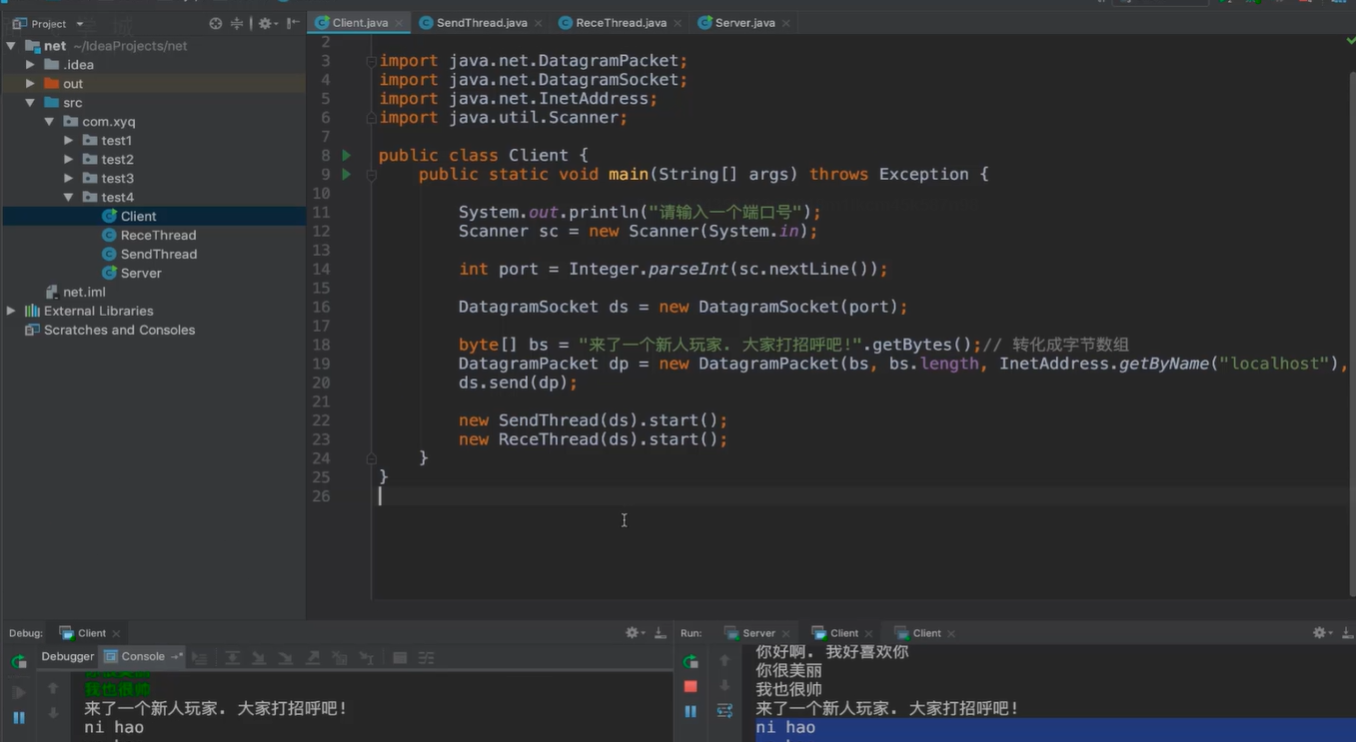 Project
net ~/IdeaProjects/net
.idea
out
src
com.xyq
test1
test2
test3
test4
Client
ReceThread
SendThread
Server
net.iml
External Libraries
Scratches and Consoles
Client.java
SendThread.java
ReceThread.java
Server.java
2
3 import java.net.DatagramPacket;
4 import java.net.DatagramSocket;
5 import java.net.InetAddress;
6 import java.util.Scanner;
7
8 public class Client {
9 public static void main(String[] args) throws Exception {
10
11 System.out.println("请输入一个端口号");
12 Scanner sc = new Scanner(System.in);
13
14 int port = Integer.parseInt(sc.nextLine());
15
16 DatagramSocket ds = new DatagramSocket(port);
17
18 byte[] bs = "来了一个新人玩家. 大家打招呼吧!".getBytes();// 转化成字节数组
19 DatagramPacket dp = new DatagramPacket(bs, bs.length, InetAddress.getByName("localhost"),
20 ds.send(dp);
21
22 new SendThread(ds).start();
23 new ReceThread(ds).start();
24 }
25 }
26
Debug: Client
Debugger Console
我也很帅
来了一个新人玩家. 大家打招呼吧!
ni hao
Run: Server Client Client
你好啊. 我好喜欢你
你很美丽
我也很帅
来了一个新人玩家. 大家打招呼吧!
ni hao